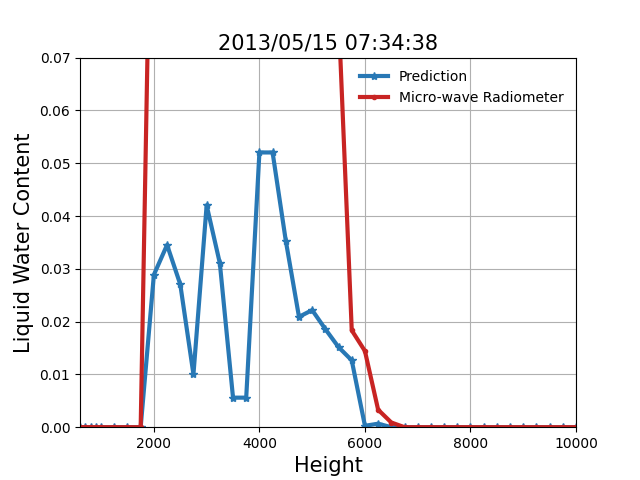 2013/05/15 07:34:38
Prediction
Micro-wave Radiometer
Liquid Water Content
0.07
0.06
0.05
0.04
0.03
0.02
0.01
0.00
2000 4000 6000 8000 10000
Height